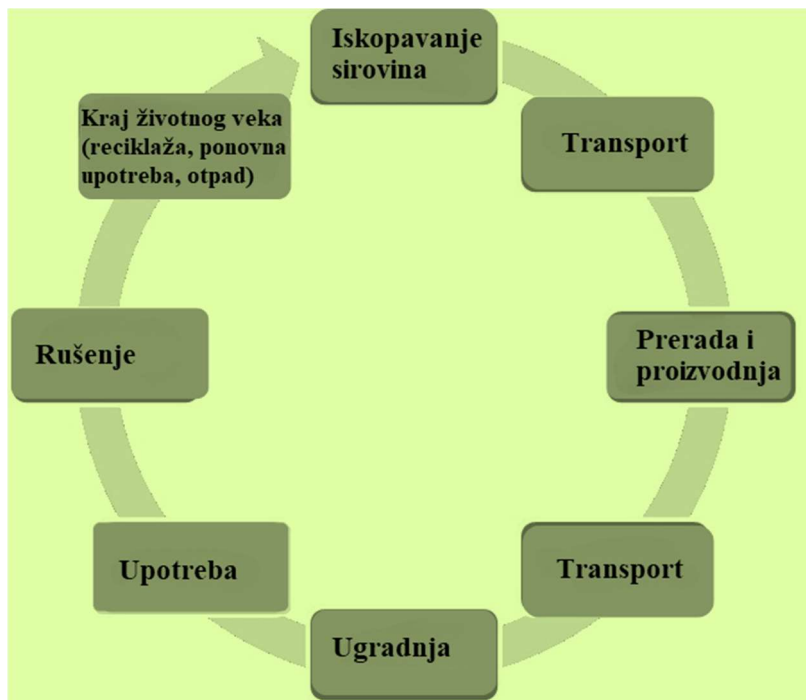 Iskopavanje
sirovina
Transport
Prerada i
proizvodnja
Transport
Ugradnja
Upotreba
Rušenje
Kraj životnog veka
(reciklaža, ponovna
upotreba, otpad)